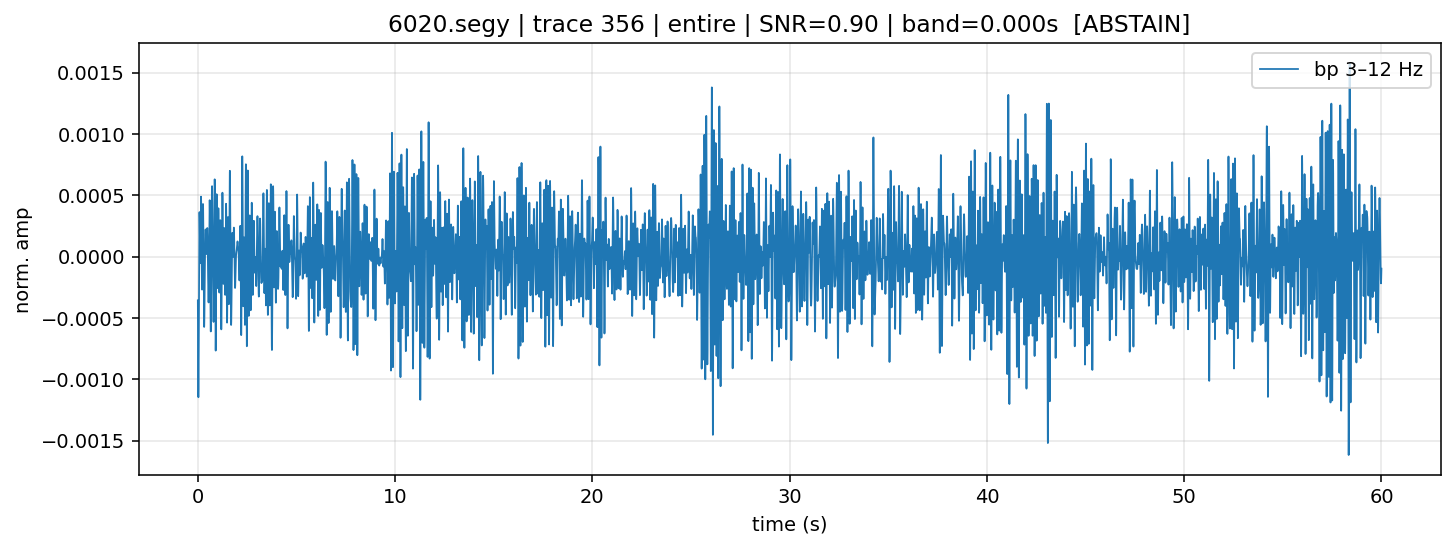 6020.segy | trace 356 | entire | SNR=0.90 | band=0.000s  [ABSTAIN]
bp 3–12 Hz
0.0015
0.0010
0.0005
0.0000
−0.0005
−0.0010
−0.0015
norm. amp
0 10 20 30 40 50 60
time (s)